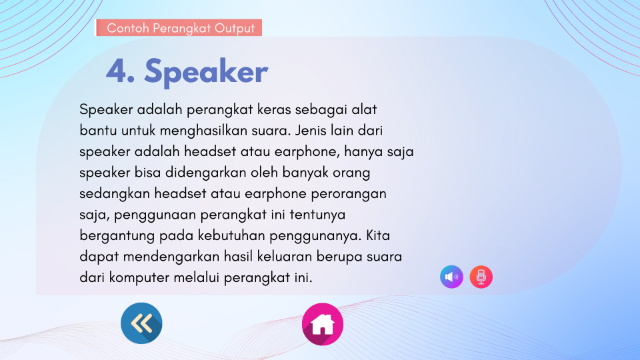 Contoh Perangkat Output
4. Speaker
Speaker adalah perangkat keras sebagai alat
bantu untuk menghasilkan suara. Jenis lain dari
speaker adalah headset atau earphone, hanya saja
speaker bisa didengarkan oleh banyak orang
sedangkan headset atau earphone perorangan
saja, penggunaan perangkat ini tentunya
bergantung pada kebutuhan penggunanya. Kita
dapat mendengarkan hasil keluaran berupa suara
dari komputer melalui perangkat ini.